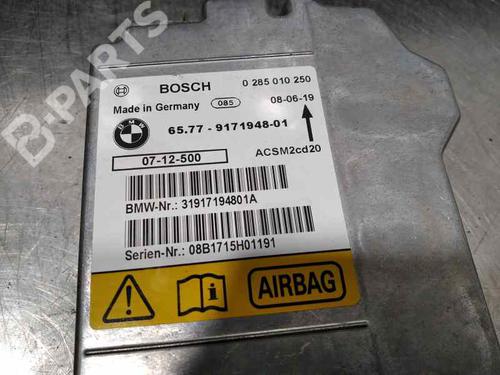 B-PARTS
BOSCH 0 285 010 250
Made in Germany 085 08-06-19
BMW 65.77 - 9171948-01
07-12-500 ACSM2cd20
BMW-Nr.: 31917194801A
Serien-Nr.: 08B1715H01191
AIRBAG